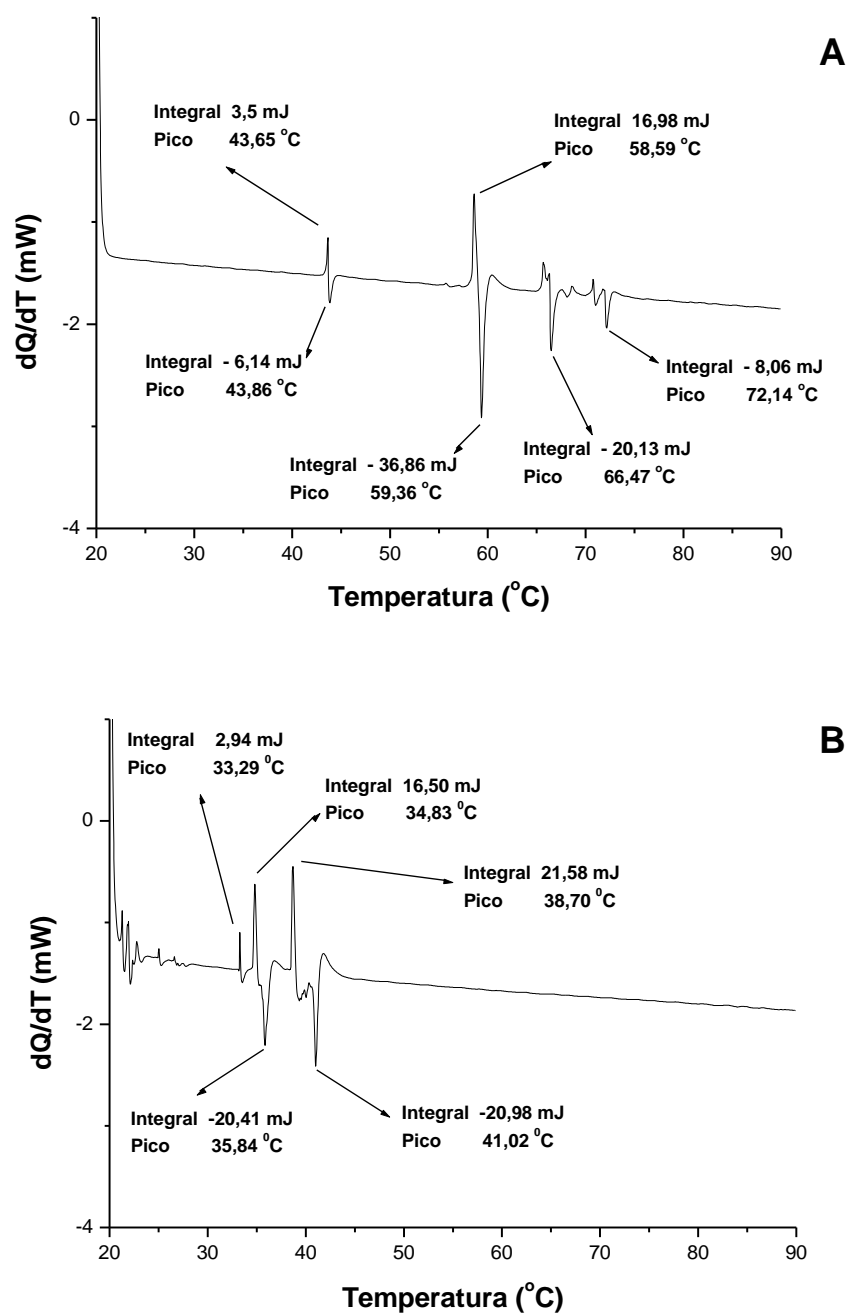 A
Integral 3,5 mJ
Pico 43,65 °C
Integral 16,98 mJ
Pico 58,59 °C
0
-2
-4
dQ/dT (mW)
Integral - 6,14 mJ
Pico 43,86 °C
Integral - 8,06 mJ
Pico 72,14 °C
Integral - 36,86 mJ
Pico 59,36 °C
Integral - 20,13 mJ
Pico 66,47 °C
20 30 40 50 60 70 80 90
Temperatura (°C)
B
Integral 2,94 mJ
Pico 33,29 °C
Integral 16,50 mJ
Pico 34,83 °C
Integral 21,58 mJ
Pico 38,70 °C
0
-2
-4
dQ/dT (mW)
Integral -20,41 mJ
Pico 35,84 °C
Integral -20,98 mJ
Pico 41,02 °C
20 30 40 50 60 70 80 90
Temperatura (°C)